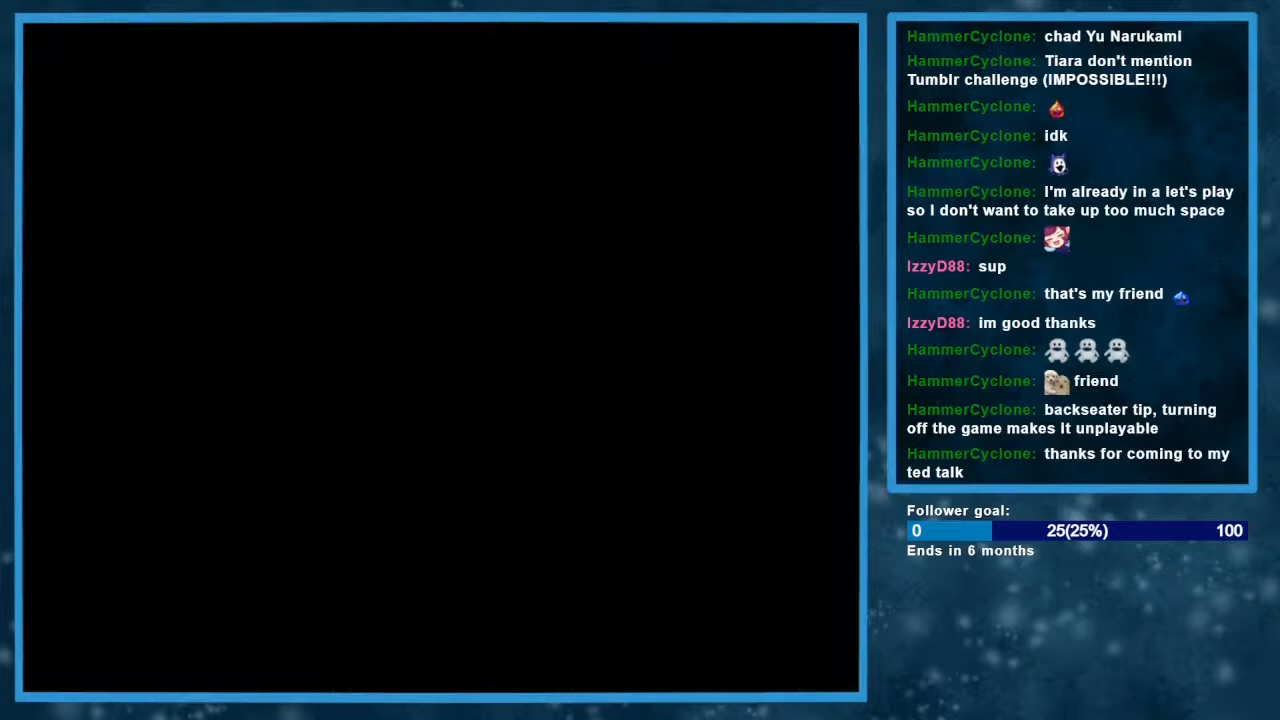 HammerCyclone: chad Yu Narukami
HammerCyclone: Tiara don't mention
Tumblr challenge (IMPOSSIBLE!!!)
HammerCyclone:
HammerCyclone: idk
HammerCyclone:
HammerCyclone: I'm already in a let's play
so I don't want to take up too much space
HammerCyclone:
IzzyD88: sup
HammerCyclone: that's my friend
IzzyD88: im good thanks
HammerCyclone:
HammerCyclone: friend
HammerCyclone: backseater tip, turning
off the game makes it unplayable
HammerCyclone: thanks for coming to my
ted talk
Follower goal:
0 25(25%) 100
Ends in 6 months